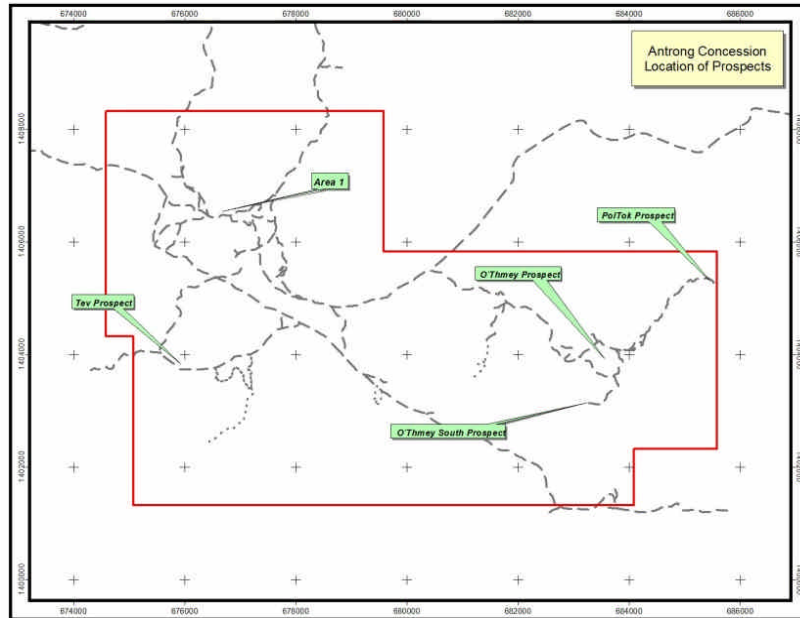 674000 676000 678000 680000 682000 684000 686000
Antrong Concession
Location of Prospects
1408000
Area 1
PolTok Prospect
1406000
O'Thmey Prospect
Tev Prospect
1404000
O'Thmey South Prospect
1402000
1400000
674000 676000 678000 680000 682000 684000 686000